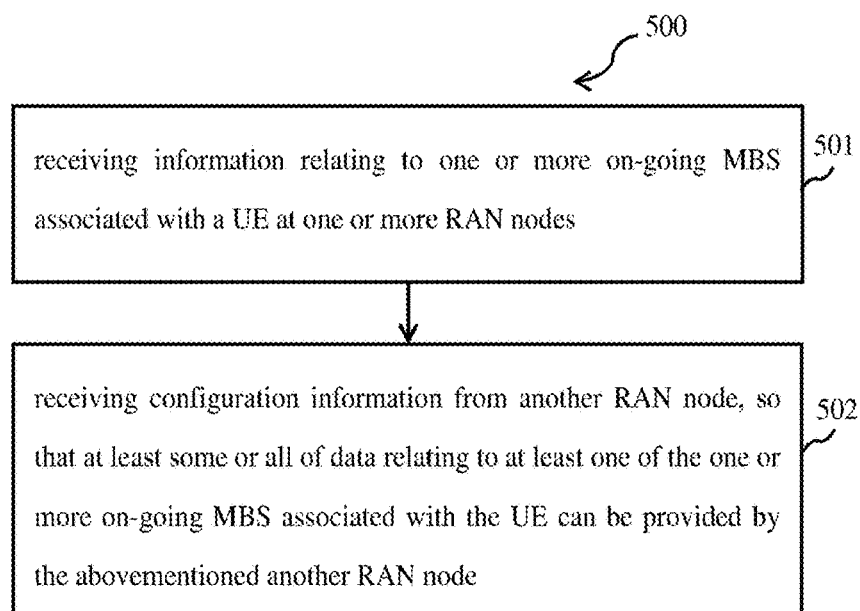 500
receiving information relating to one or more on-going MBS
associated with a UE at one or more RAN nodes
501
receiving configuration information from another RAN node, so
that at least some or all of data relating to at least one of the one or
more on-going MBS associated with the UE can be provided by
the abovementioned another RAN node
502